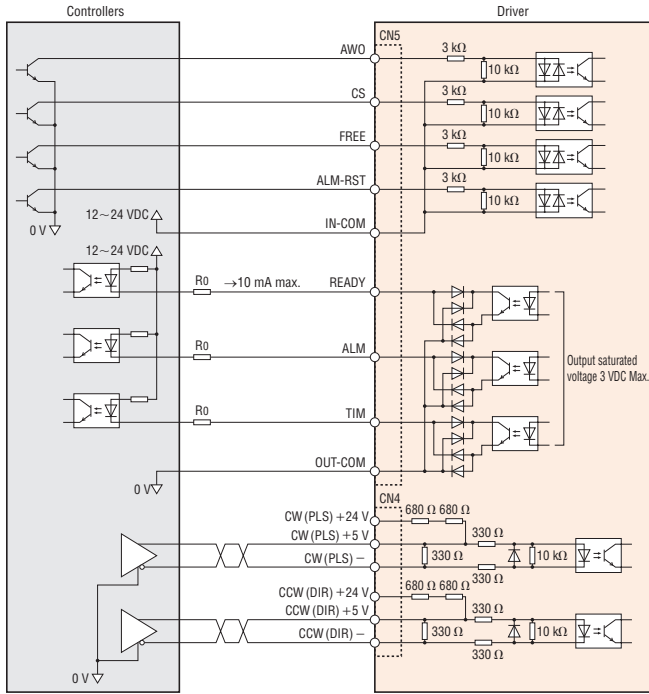 Controllers
Driver
CN5
AWO
3 kΩ
10 kΩ
CS
3 kΩ
10 kΩ
FREE
3 kΩ
10 kΩ
ALM-RST
3 kΩ
10 kΩ
0 V
12~24 VDC
IN-COM
12~24 VDC
R0
→10 mA max.
READY
R0
ALM
Output saturated
voltage 3 VDC Max.
R0
TIM
OUT-COM
0 V
CN4
CW (PLS) +24 V
680 Ω 680 Ω
CW (PLS) +5 V
330 Ω
330 Ω
10 kΩ
CW (PLS) −
330 Ω
CCW (DIR) +24 V
680 Ω 680 Ω
CCW (DIR) +5 V
330 Ω
330 Ω
10 kΩ
CCW (DIR) −
330 Ω
0 V